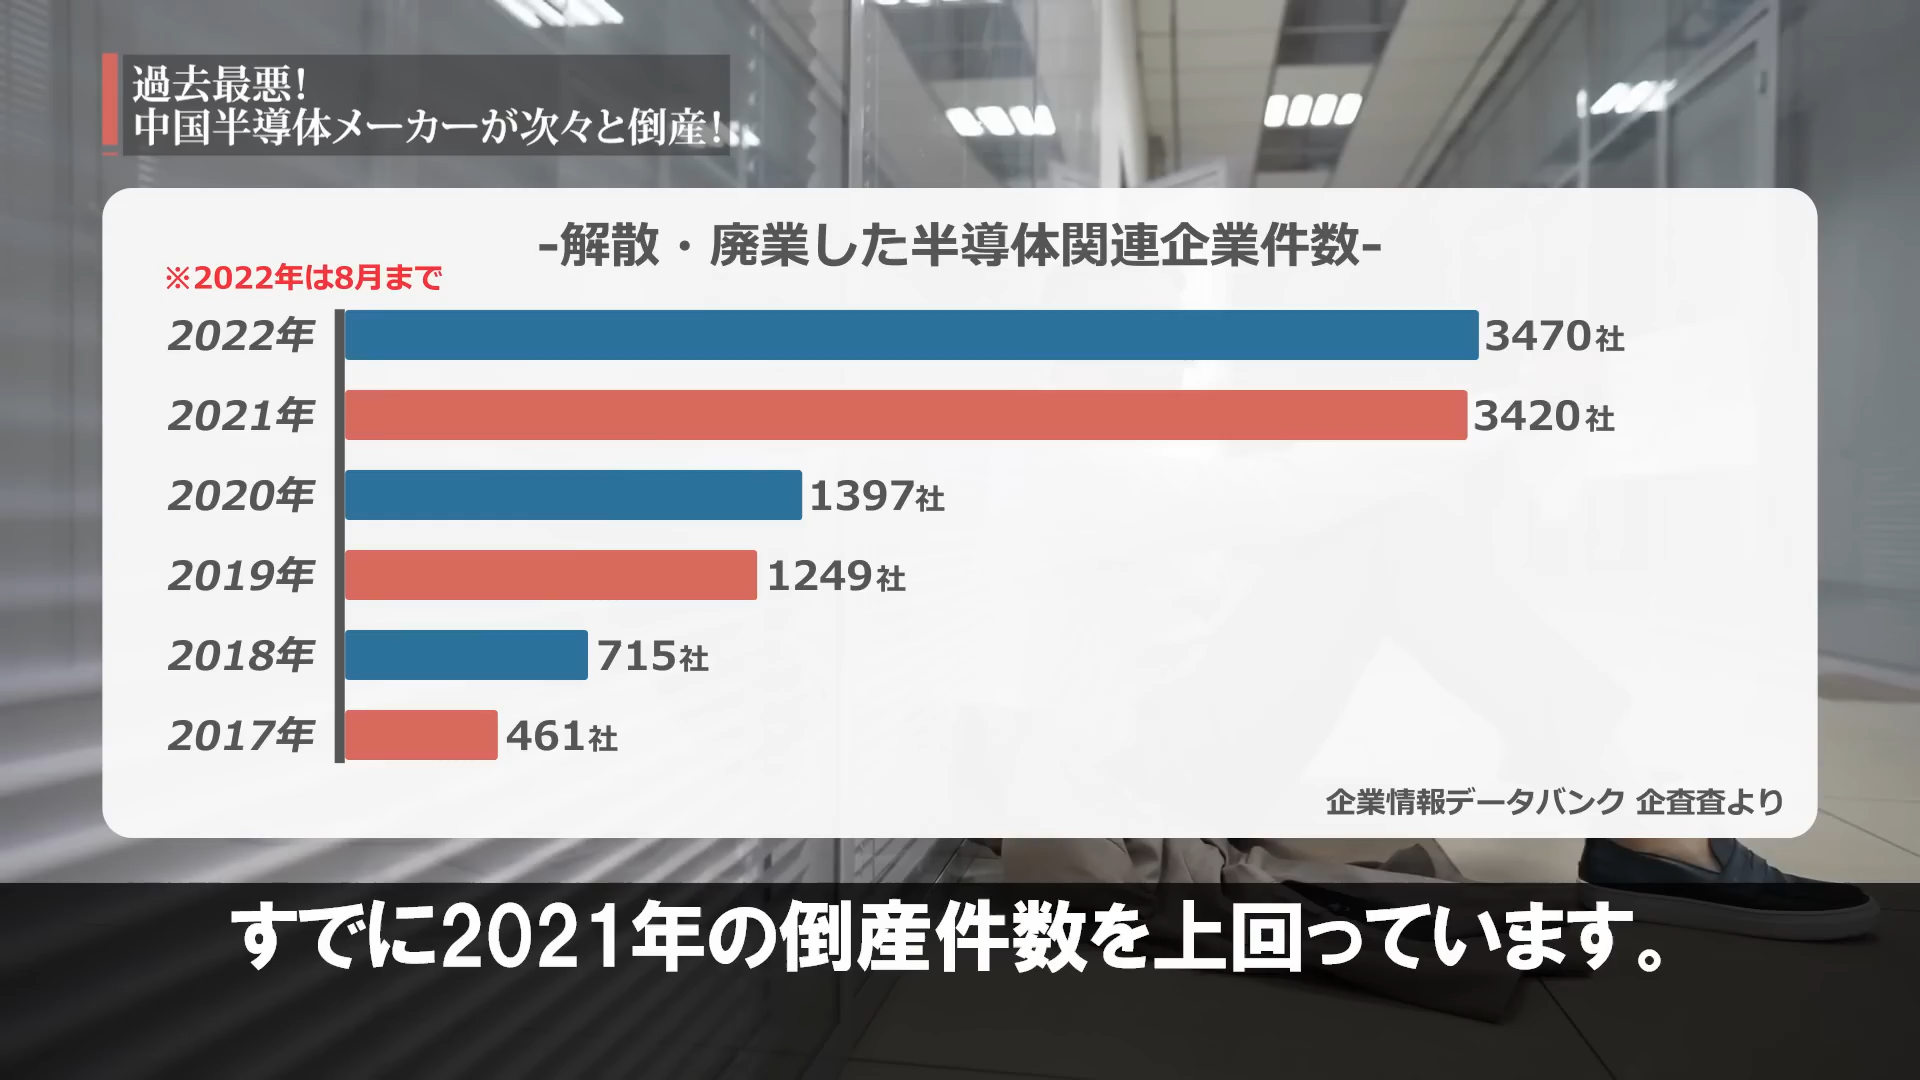 過去最悪!
中国半導体メーカーが次々と倒産!
-解散・廃業した半導体関連企業件数-
※2022年は8月まで
2022年 3470社
2021年 3420社
2020年 1397社
2019年 1249社
2018年 715社
2017年 461社
企業情報データバンク 企査査より
すでに2021年の倒産件数を上回っています。